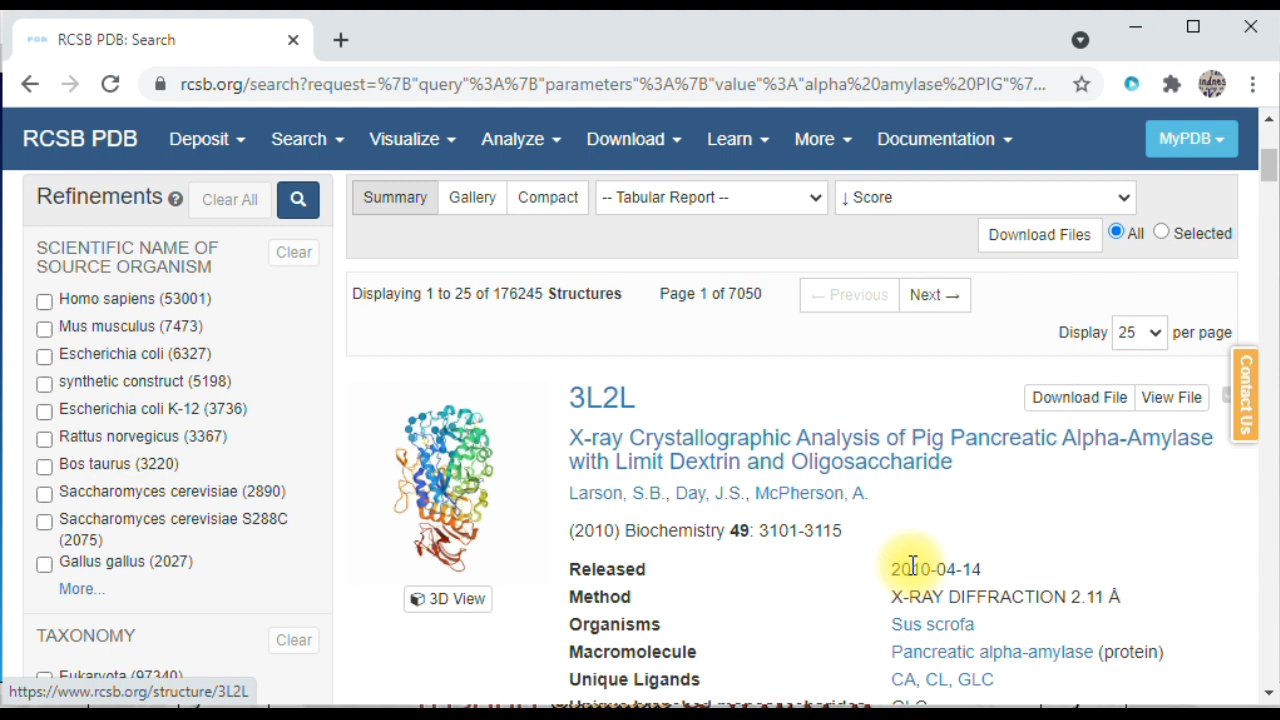 RCSB PDB: Search
rcsb.org/search?request=%7B"query"%3A%7B"parameters"%3A%7B"value"%3A"alpha%20amylase%20PIG"%7...
RCSB PDB Deposit Search Visualize Analyze Download Learn More Documentation MyPDB
Refinements ? Clear All
Summary Gallery Compact -- Tabular Report -- ↓ Score
Download Files All Selected
SCIENTIFIC NAME OF
SOURCE ORGANISM
Clear
Homo sapiens (53001)
Mus musculus (7473)
Escherichia coli (6327)
synthetic construct (5198)
Escherichia coli K-12 (3736)
Rattus norvegicus (3367)
Bos taurus (3220)
Saccharomyces cerevisiae (2890)
Saccharomyces cerevisiae S288C
(2075)
Gallus gallus (2027)
More...
TAXONOMY Clear
Eukaryota (97340)
https://www.rcsb.org/structure/3L2L
Displaying 1 to 25 of 176245 Structures Page 1 of 7050 ← Previous Next →
Display 25 per page
Contact Us
3L2L
Download File View File
X-ray Crystallographic Analysis of Pig Pancreatic Alpha-Amylase
with Limit Dextrin and Oligosaccharide
Larson, S.B., Day, J.S., McPherson, A.
(2010) Biochemistry 49: 3101-3115
3D View
Released 2010-04-14
Method X-RAY DIFFRACTION 2.11 Å
Organisms Sus scrofa
Macromolecule Pancreatic alpha-amylase (protein)
Unique Ligands CA, CL, GLC